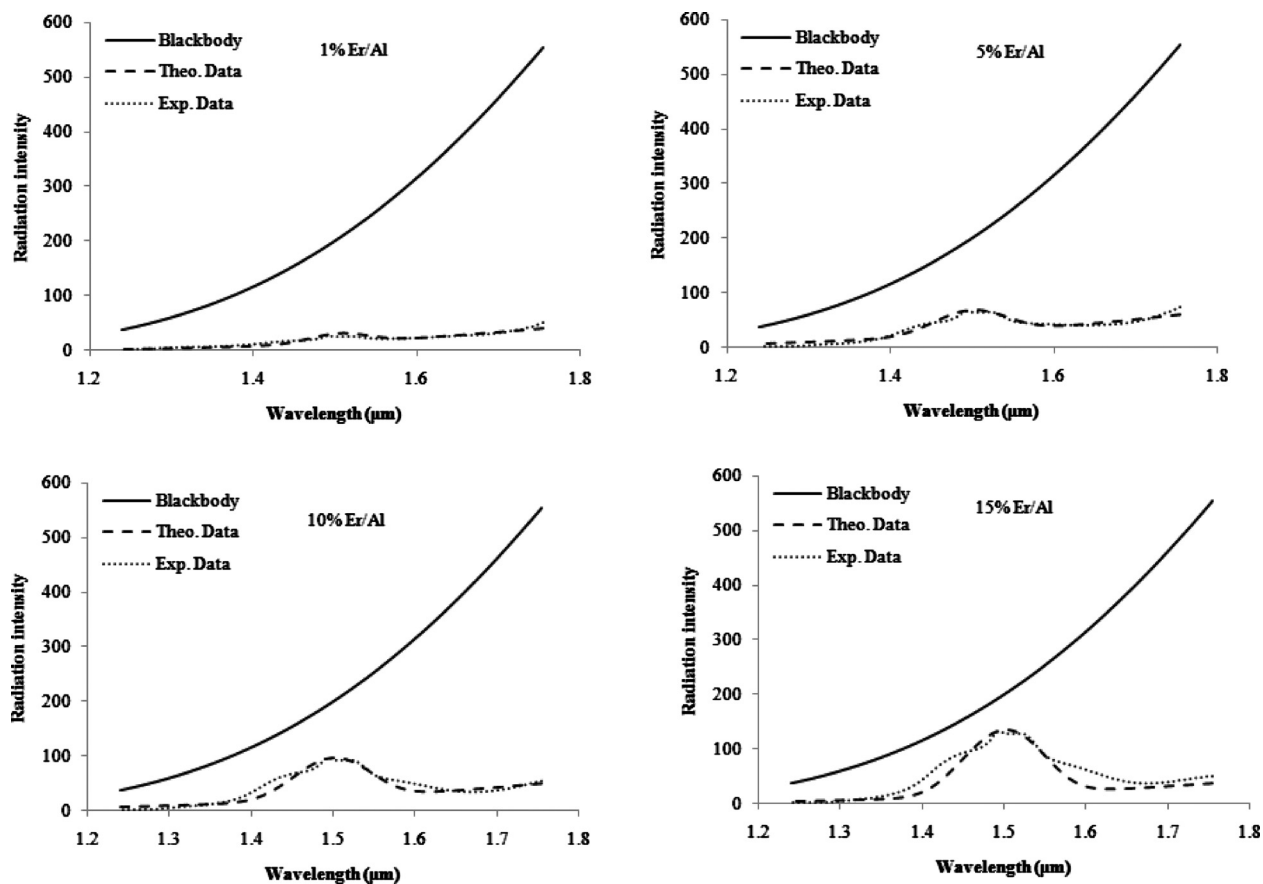 600
500
400
300
200
100
0
Radiation intensity
Blackbody
Theo. Data
Exp. Data
1% Er/Al
1.2 1.4 1.6 1.8
Wavelength (μm)
600
500
400
300
200
100
0
Radiation intensity
Blackbody
Theo. Data
Exp. Data
5% Er/Al
1.2 1.4 1.6 1.8
Wavelength (μm)
600
500
400
300
200
100
0
Radiation intensity
Blackbody
Theo. Data
Exp. Data
10% Er/Al
1.2 1.3 1.4 1.5 1.6 1.7 1.8
Wavelength (μm)
600
500
400
300
200
100
0
Radiation intensity
Blackbody
Theo. Data
Exp. Data
15% Er/Al
1.2 1.3 1.4 1.5 1.6 1.7 1.8
Wavelength (μm)